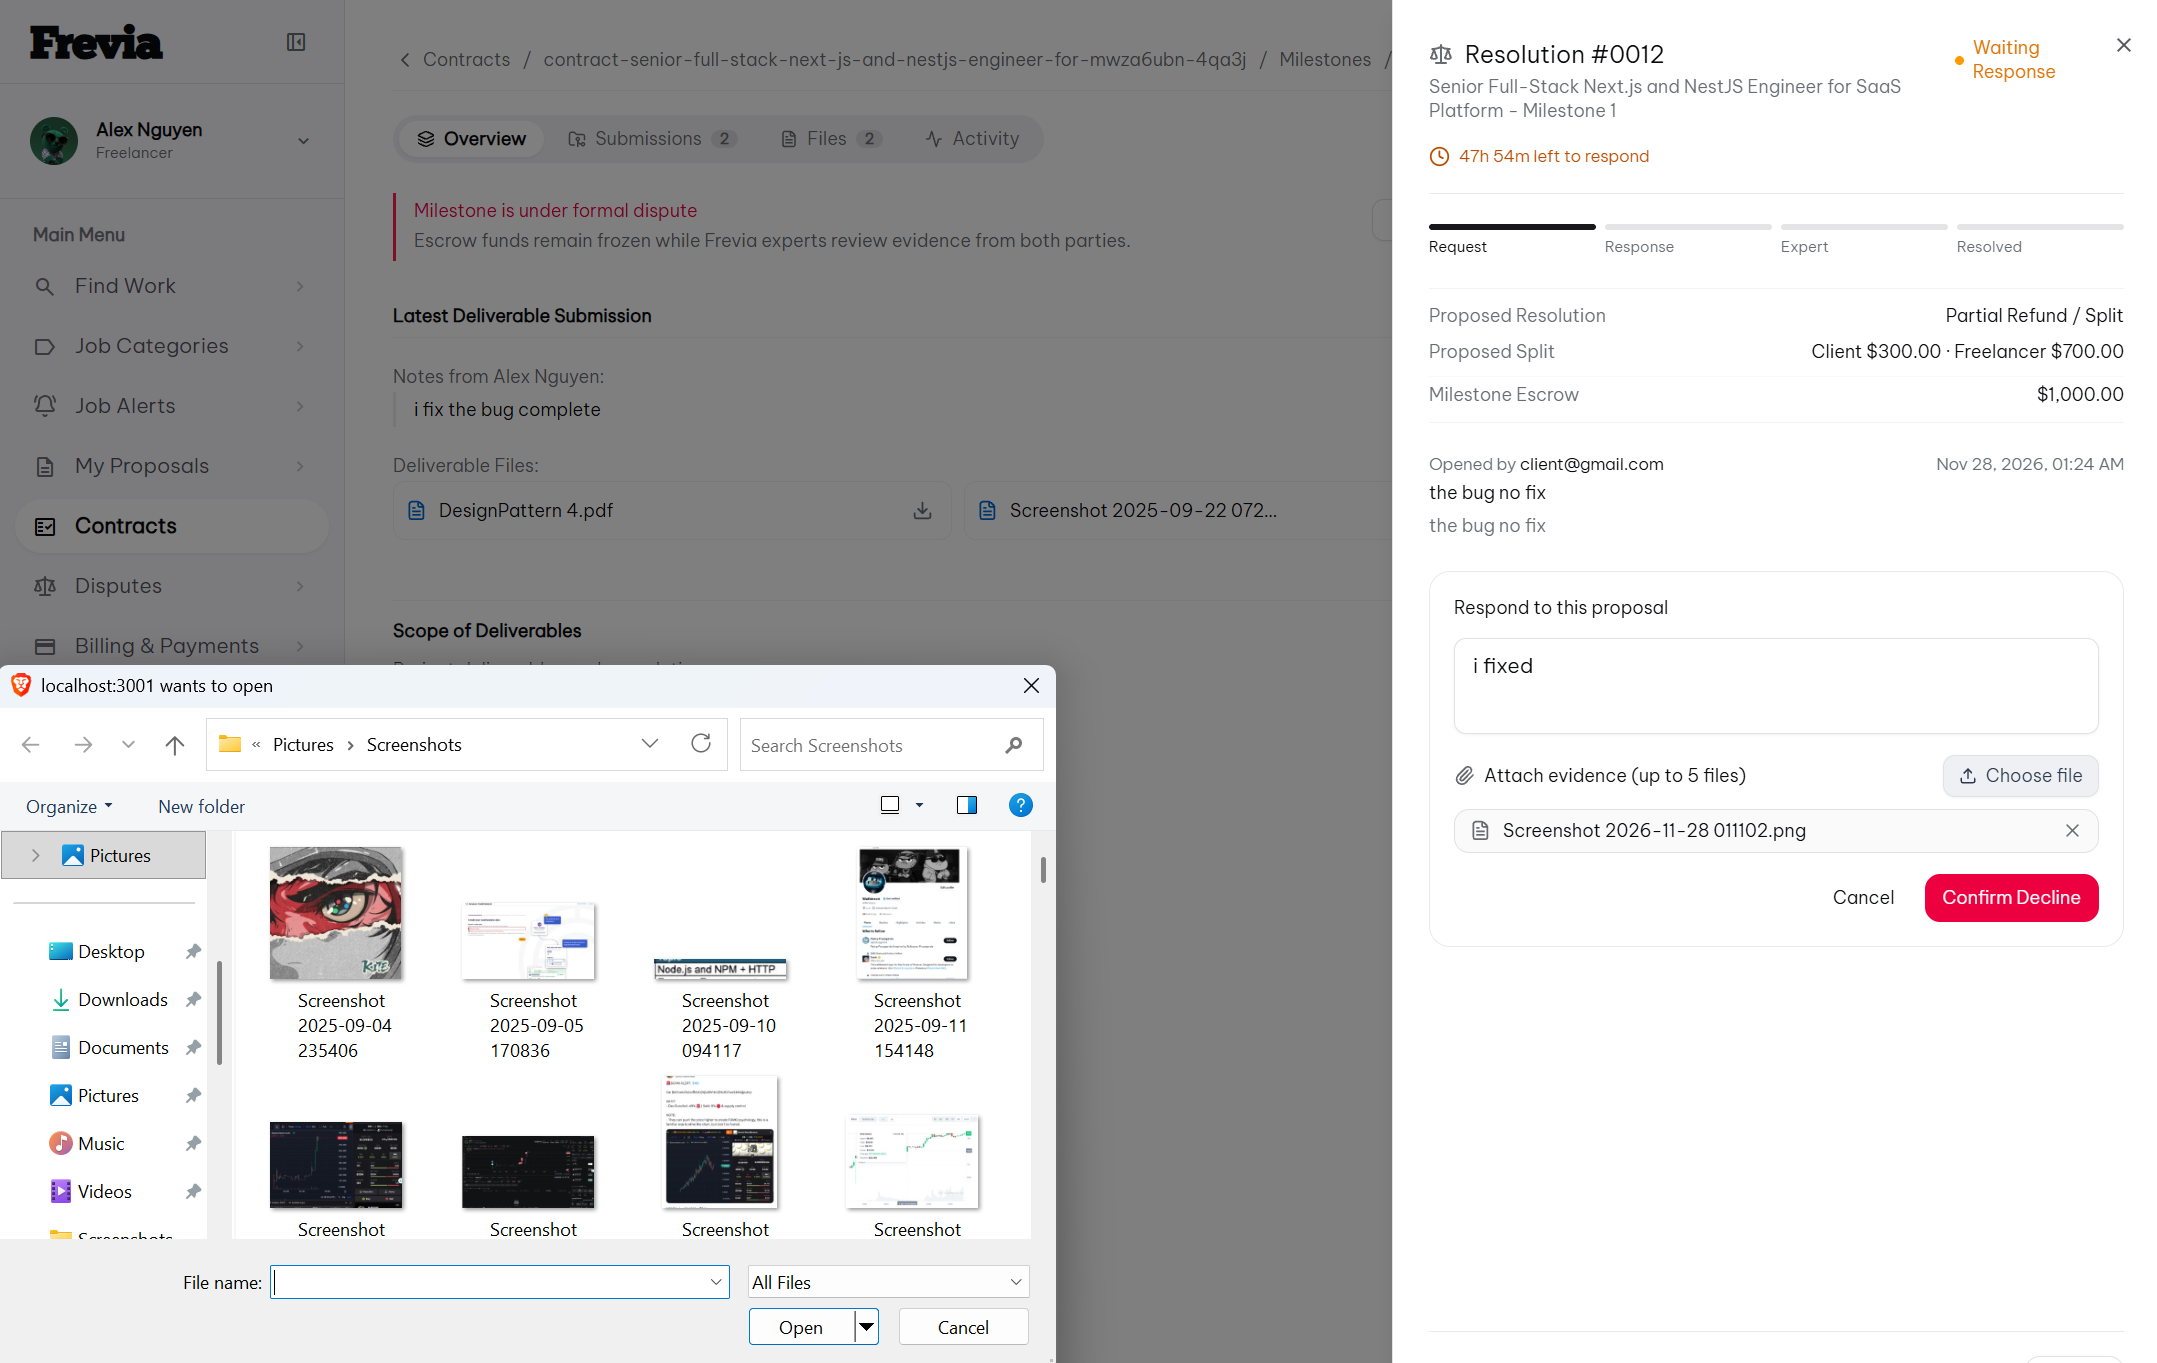 Frevia
Alex Nguyen
Freelancer
Main Menu
Find Work
Job Categories
Job Alerts
My Proposals
Contracts
Disputes
Billing & Payments
Contracts / contract-senior-full-stack-next-js-and-nestjs-engineer-for-mwza6ubn-4qa3j / Milestones /
Overview Submissions 2 Files 2 Activity
Milestone is under formal dispute
Escrow funds remain frozen while Frevia experts review evidence from both parties.
Latest Deliverable Submission
Notes from Alex Nguyen:
i fix the bug complete
Deliverable Files:
DesignPattern 4.pdf
Screenshot 2025-09-22 072...
Scope of Deliverables
Resolution #0012
Waiting
Response
Senior Full-Stack Next.js and NestJS Engineer for SaaS
Platform - Milestone 1
47h 54m left to respond
Request Response Expert Resolved
Proposed Resolution Partial Refund / Split
Proposed Split Client $300.00 · Freelancer $700.00
Milestone Escrow $1,000.00
Opened by client@gmail.com Nov 28, 2026, 01:24 AM
the bug no fix
the bug no fix
Respond to this proposal
i fixed
Attach evidence (up to 5 files) Choose file
Screenshot 2026-11-28 011102.png
Cancel Confirm Decline
localhost:3001 wants to open
« Pictures › Screenshots
Search Screenshots
Organize New folder
Pictures
Desktop
Downloads
Documents
Pictures
Music
Videos
Screenshots
Node.js and NPM + HTTP
Screenshot
2025-09-04
235406
Screenshot
2025-09-05
170836
Screenshot
2025-09-10
094117
Screenshot
2025-09-11
154148
Screenshot
Screenshot
Screenshot
Screenshot
File name:
All Files
Open Cancel